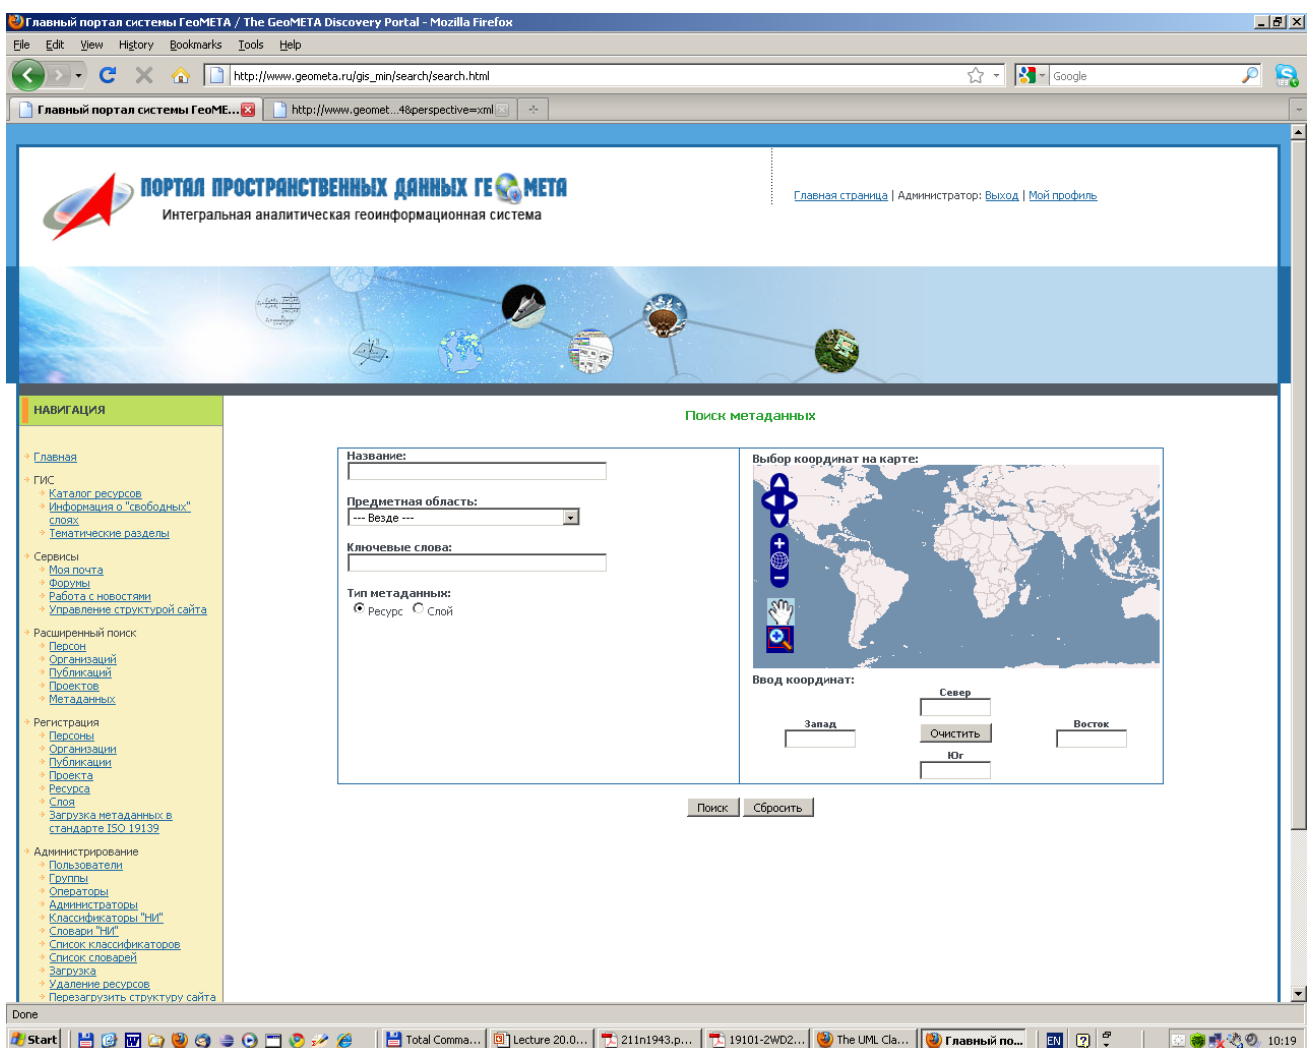 Главный портал системы ГеоМЕТА / The GeoMETA Discovery Portal - Mozilla Firefox
File Edit View History Bookmarks Tools Help
http://www.geometa.ru/gis_min/search/search.html
Google
Главный портал системы ГеоМЕ...
http://www.geomet...4&perspective=xml
ПОРТАЛ ПРОСТРАНСТВЕННЫХ ДАННЫХ ГЕОМЕТА
Интегральная аналитическая геоинформационная система
Главная страница | Администратор: Выход | Мой профиль
НАВИГАЦИЯ
Главная
ГИС
Каталог ресурсов
Информация о "свободных"
слоях
Тематические разделы
Сервисы
Моя почта
Форумы
Работа с новостями
Управление структурой сайта
Расширенный поиск
Персон
Организаций
Публикаций
Проектов
Метаданных
Регистрация
Персоны
Организации
Публикации
Проекта
Ресурса
Слоя
Загрузка метаданных в
стандарте ISO 19139
Администрирование
Пользователи
Группы
Операторы
Администраторы
Классификаторы "НИ"
Словари "НИ"
Список классификаторов
Список словарей
Загрузка
Удаление ресурсов
Перезагрузить структуру сайта
Поиск метаданных
Название:
Предметная область:
--- Везде ---
Ключевые слова:
Тип метаданных:
Ресурс Слой
Выбор координат на карте:
Ввод координат:
Север
Запад
Очистить
Восток
Юг
Поиск Сбросить
Done
Start
Total Comma...
Lecture 20.0...
211n1943.p...
19101-2WD2...
The UML Cla...
Главный по...
EN
10:19